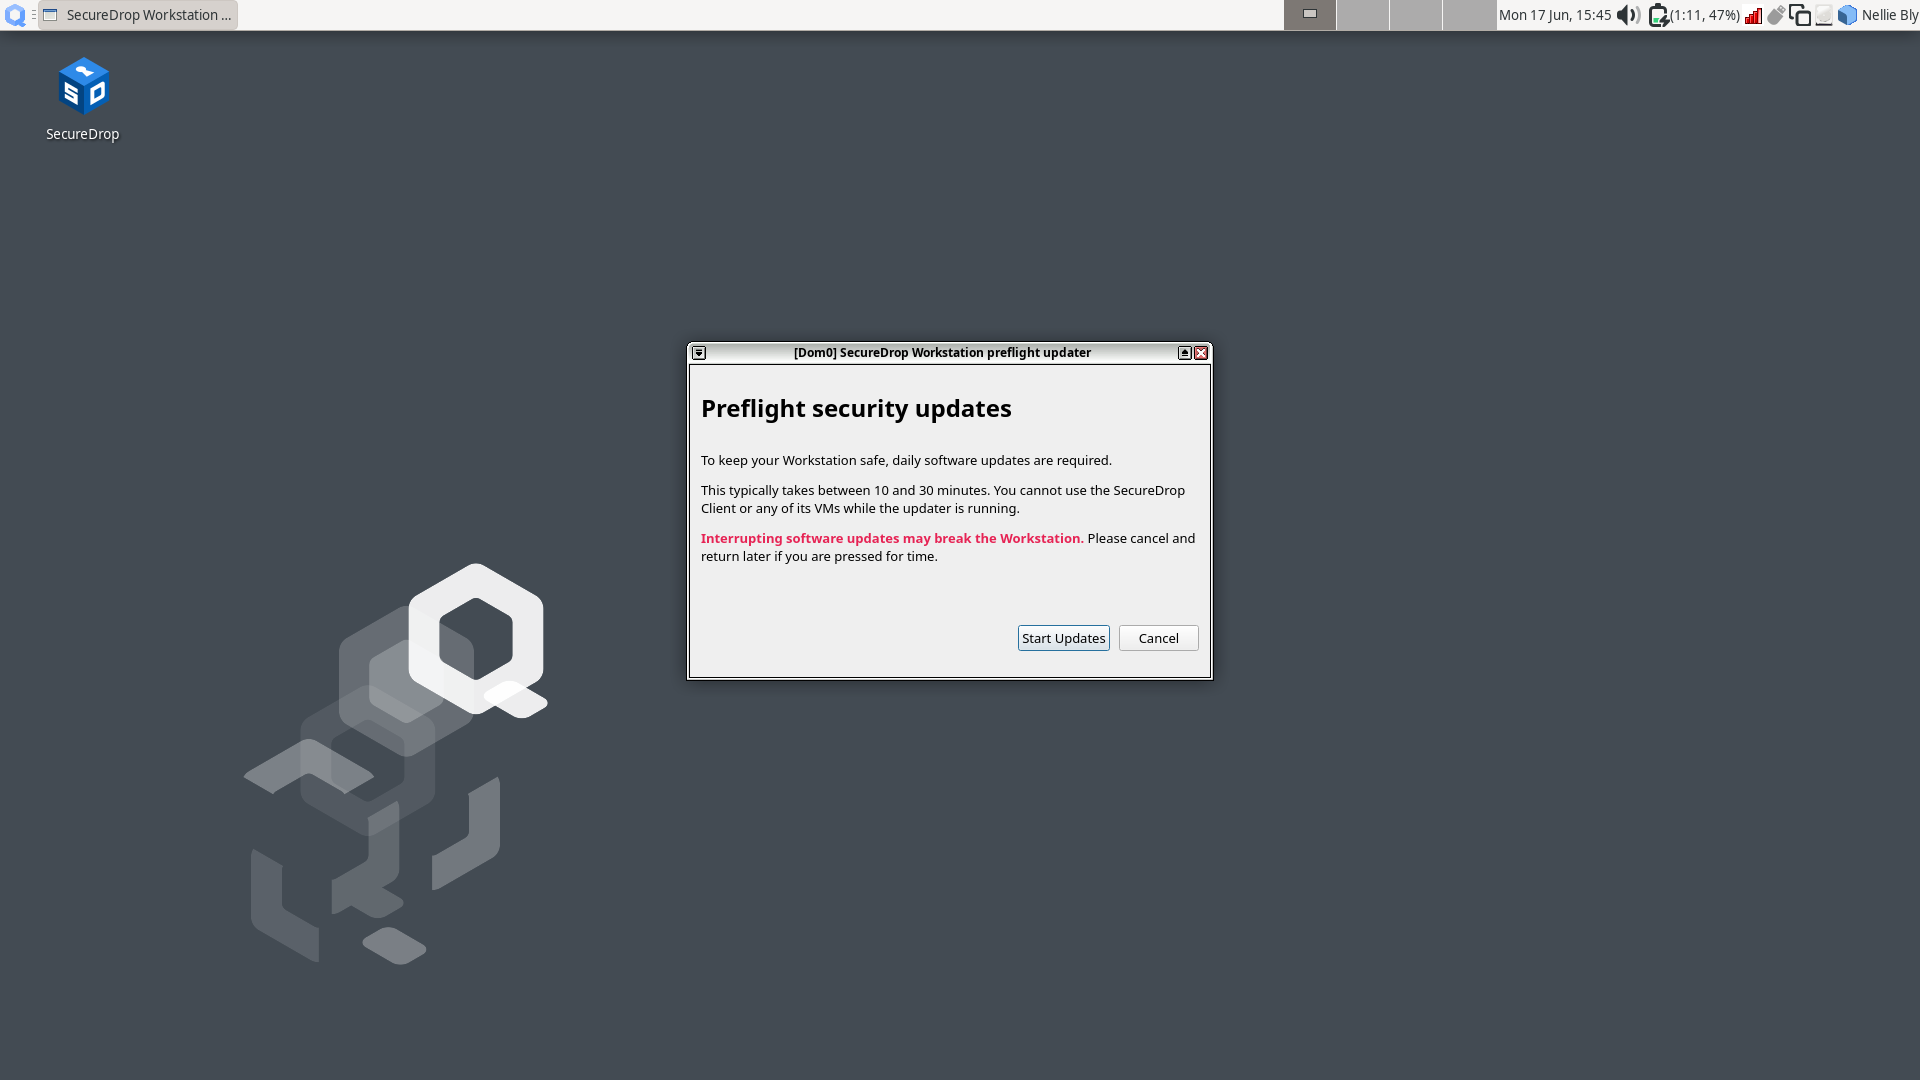 SecureDrop Workstation ...
Mon 17 Jun, 15:45
(1:11, 47%)
Nellie Bly
SD
SecureDrop
[Dom0] SecureDrop Workstation preflight updater
Preflight security updates
To keep your Workstation safe, daily software updates are required.
This typically takes between 10 and 30 minutes. You cannot use the SecureDrop
Client or any of its VMs while the updater is running.
Interrupting software updates may break the Workstation. Please cancel and
return later if you are pressed for time.
Start Updates
Cancel